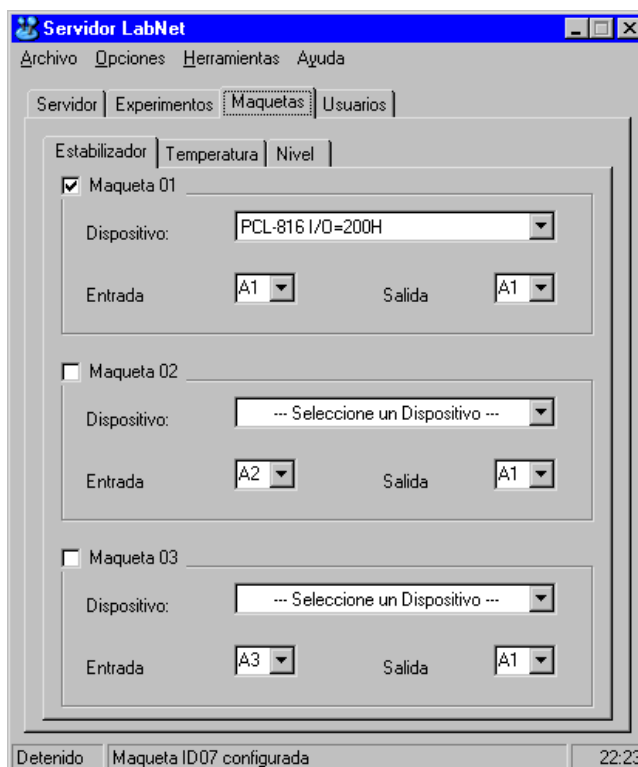 Servidor LabNet
Archivo Opciones Herramientas Ayuda
Servidor Experimentos Maquetas Usuarios
Estabilizador Temperatura Nivel
Maqueta 01
Dispositivo: PCL-816 I/O=200H
Entrada A1 Salida A1
Maqueta 02
Dispositivo: --- Seleccione un Dispositivo ---
Entrada A2 Salida A1
Maqueta 03
Dispositivo: --- Seleccione un Dispositivo ---
Entrada A3 Salida A1
Detenido Maqueta ID07 configurada 22:23